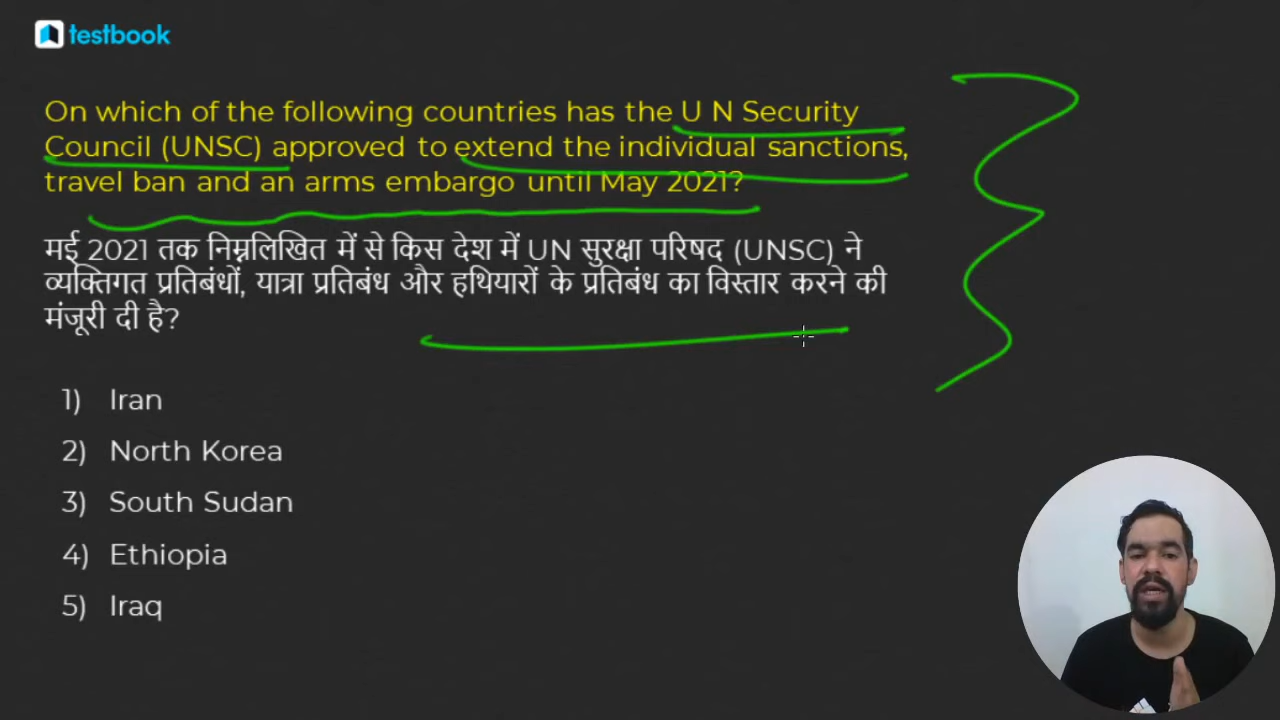 testbook
On which of the following countries has the U N Security
Council (UNSC) approved to extend the individual sanctions,
travel ban and an arms embargo until May 2021?
मई 2021 तक निम्नलिखित में से किस देश में UN सुरक्षा परिषद (UNSC) ने
व्यक्तिगत प्रतिबंधों, यात्रा प्रतिबंध और हथियारों के प्रतिबंध का विस्तार करने की
मंजूरी दी है?
1) Iran
2) North Korea
3) South Sudan
4) Ethiopia
5) Iraq